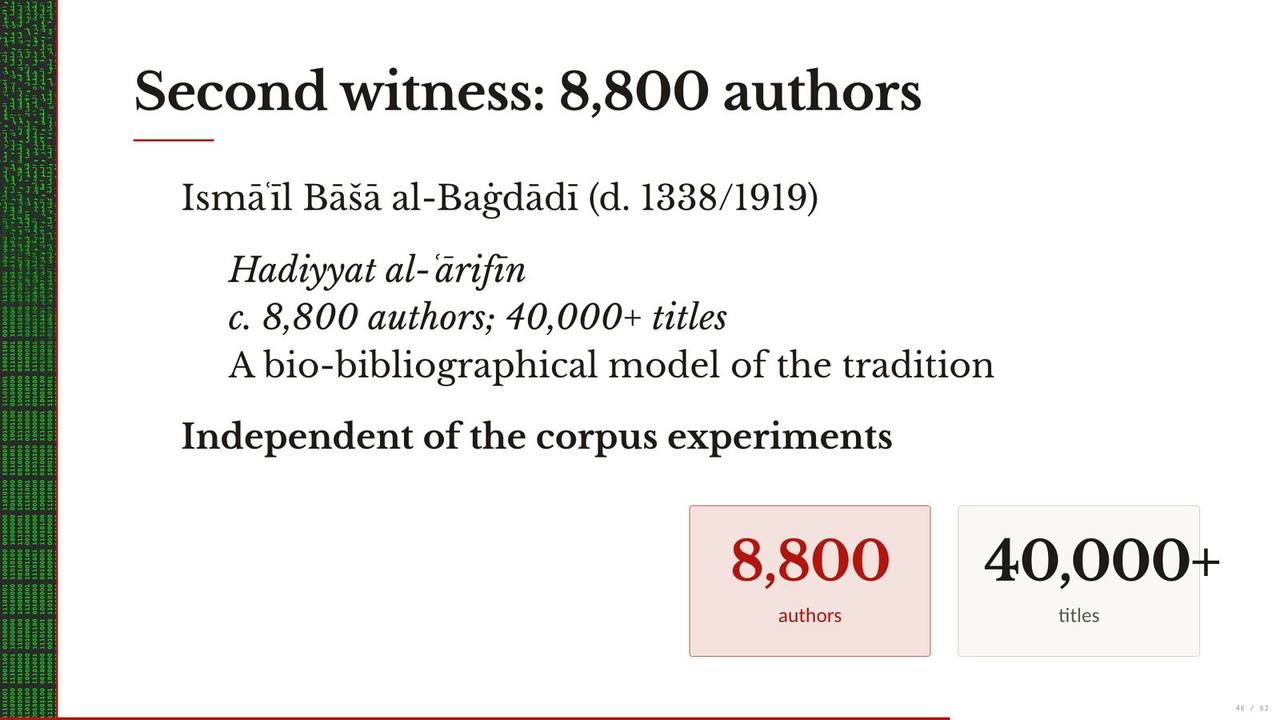 Second witness: 8,800 authors
Ismāʿīl Bāšā al-Baġdādī (d. 1338/1919)
Hadiyyat al-ʿārifīn
c. 8,800 authors; 40,000+ titles
A bio-bibliographical model of the tradition
Independent of the corpus experiments
8,800
authors
40,000+
titles
46 / 62